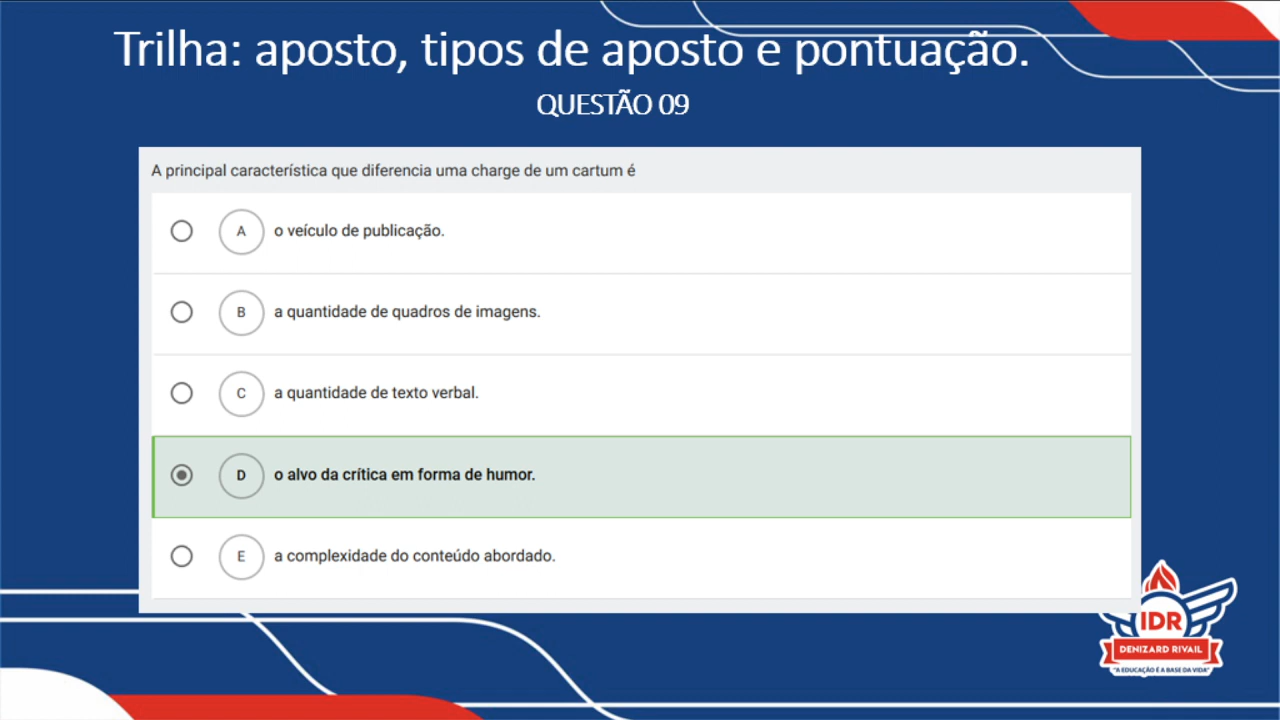 Trilha: aposto, tipos de aposto e pontuação.
QUESTÃO 09
A principal característica que diferencia uma charge de um cartum é
A o veículo de publicação.
B a quantidade de quadros de imagens.
C a quantidade de texto verbal.
D o alvo da crítica em forma de humor.
E a complexidade do conteúdo abordado.
IDR
DENIZARD RIVAIL
"A EDUCAÇÃO É A BASE DA VIDA"